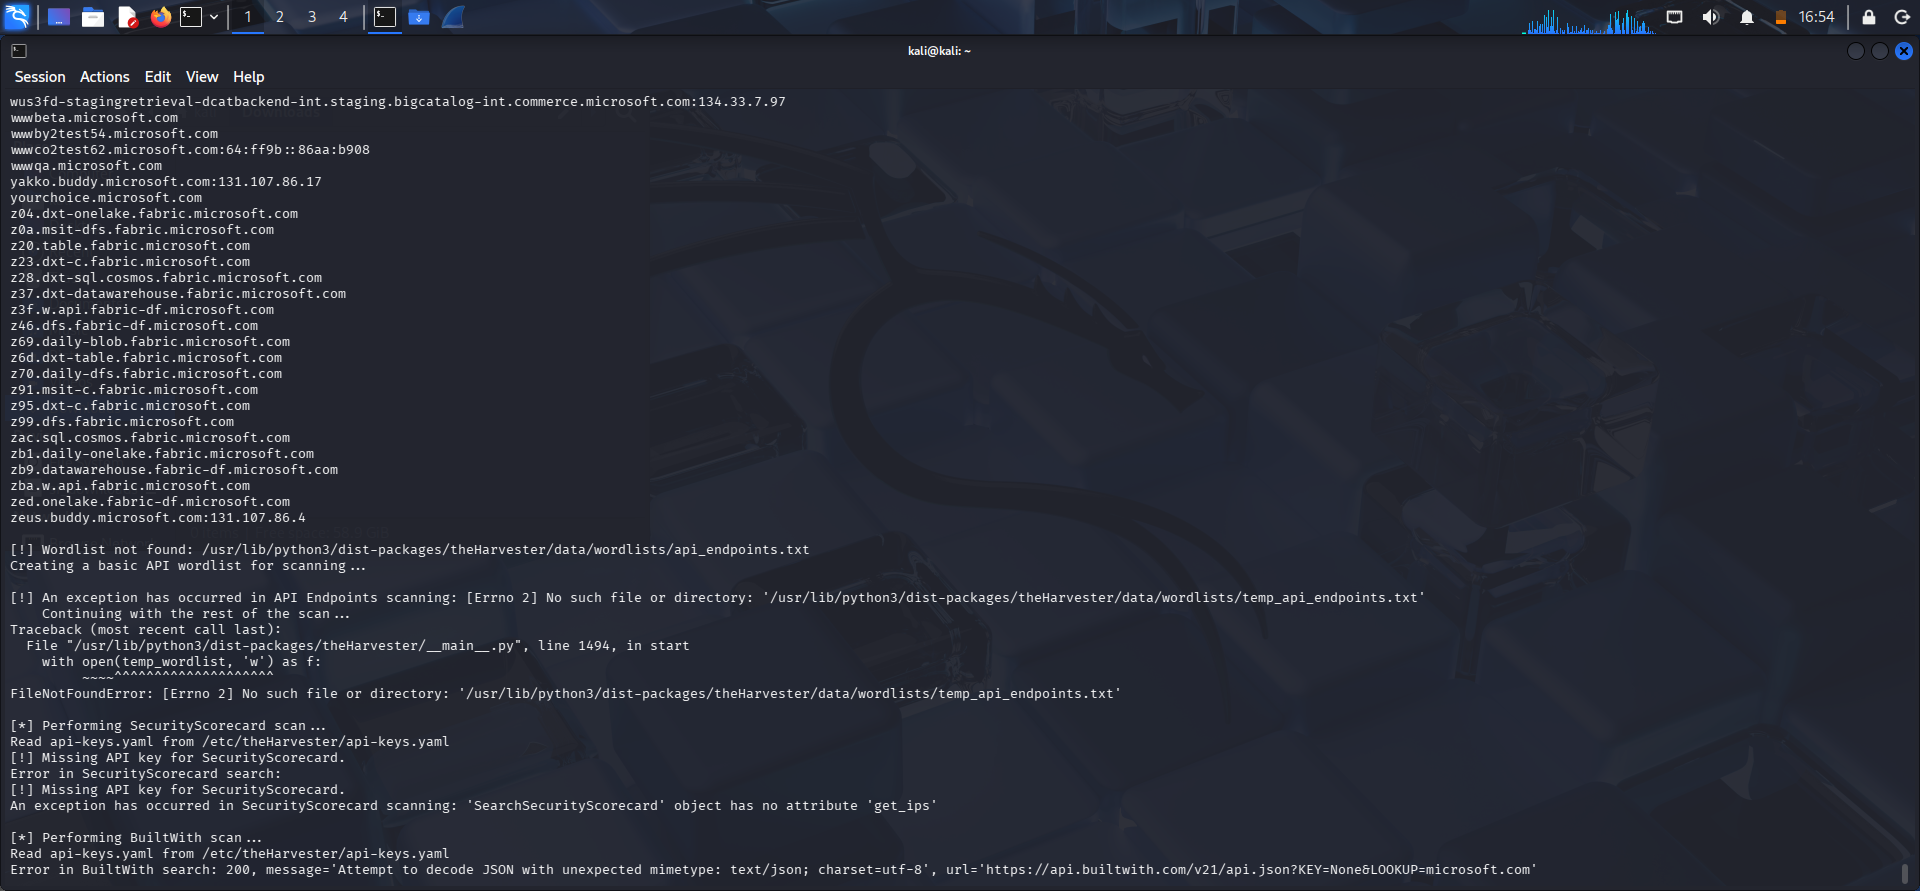 1 2 3 4 16:54
kali@kali: ~
Session Actions Edit View Help
wus3fd-stagingretrieval-dcatbackend-int.staging.bigcatalog-int.commerce.microsoft.com:134.33.7.97
wwwbeta.microsoft.com
wwwby2test54.microsoft.com
wwwco2test62.microsoft.com:64:ff9b::86aa:b908
wwwqa.microsoft.com
yakko.buddy.microsoft.com:131.107.86.17
yourchoice.microsoft.com
z04.dxt-onelake.fabric.microsoft.com
z0a.msit-dfs.fabric.microsoft.com
z20.table.fabric.microsoft.com
z23.dxt-c.fabric.microsoft.com
z28.dxt-sql.cosmos.fabric.microsoft.com
z37.dxt-datawarehouse.fabric.microsoft.com
z3f.w.api.fabric-df.microsoft.com
z46.dfs.fabric-df.microsoft.com
z69.daily-blob.fabric.microsoft.com
z6d.dxt-table.fabric.microsoft.com
z70.daily-dfs.fabric.microsoft.com
z91.msit-c.fabric.microsoft.com
z95.dxt-c.fabric.microsoft.com
z99.dfs.fabric.microsoft.com
zac.sql.cosmos.fabric.microsoft.com
zb1.daily-onelake.fabric.microsoft.com
zb9.datawarehouse.fabric-df.microsoft.com
zba.w.api.fabric.microsoft.com
zed.onelake.fabric-df.microsoft.com
zeus.buddy.microsoft.com:131.107.86.4
[!] Wordlist not found: /usr/lib/python3/dist-packages/theHarvester/data/wordlists/api_endpoints.txt
Creating a basic API wordlist for scanning...
[!] An exception has occurred in API Endpoints scanning: [Errno 2] No such file or directory: '/usr/lib/python3/dist-packages/theHarvester/data/wordlists/temp_api_endpoints.txt'
Continuing with the rest of the scan...
Traceback (most recent call last):
File "/usr/lib/python3/dist-packages/theHarvester/__main__.py", line 1494, in start
with open(temp_wordlist, 'w') as f:
~~~~^^^^^^^^^^^^^^^^^^^^
FileNotFoundError: [Errno 2] No such file or directory: '/usr/lib/python3/dist-packages/theHarvester/data/wordlists/temp_api_endpoints.txt'
[*] Performing SecurityScorecard scan...
Read api-keys.yaml from /etc/theHarvester/api-keys.yaml
[!] Missing API key for SecurityScorecard.
Error in SecurityScorecard search:
[!] Missing API key for SecurityScorecard.
An exception has occurred in SecurityScorecard scanning: 'SearchSecurityScorecard' object has no attribute 'get_ips'
[*] Performing BuiltWith scan...
Read api-keys.yaml from /etc/theHarvester/api-keys.yaml
Error in BuiltWith search: 200, message='Attempt to decode JSON with unexpected mimetype: text/json; charset=utf-8', url='https://api.builtwith.com/v21/api.json?KEY=None&LOOKUP=microsoft.com'